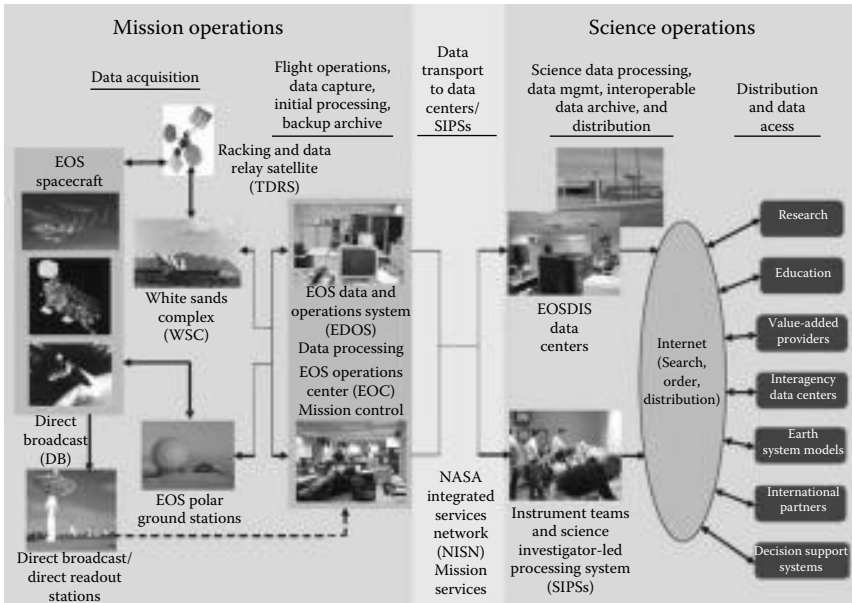 Mission operations
Science operations
Data acquisition
Flight operations,
data capture,
initial processing,
backup archive
Data
transport to
data centers/
SIPSs
Science data processing,
data mgmt, interoperable
data archive, and
distribution
Distribution
and data
acess
EOS
spacecraft
Racking and data
relay satellite
(TDRS)
White sands
complex
(WSC)
EOS data and
operations system
(EDOS)
Data processing
EOS operations
center (EOC)
Mission control
EOSDIS
data
centers
Internet
(Search,
order,
distribution)
Research
Education
Value-added
providers
Interagency
data centers
Earth
system models
International
partners
Decision support
systems
Direct
broadcast
(DB)
EOS polar
ground stations
Direct broadcast/
direct readout
stations
NASA
integrated
services
network
(NISN)
Mission
services
Instrument teams
and science
investigator-led
processing system
(SIPSs)